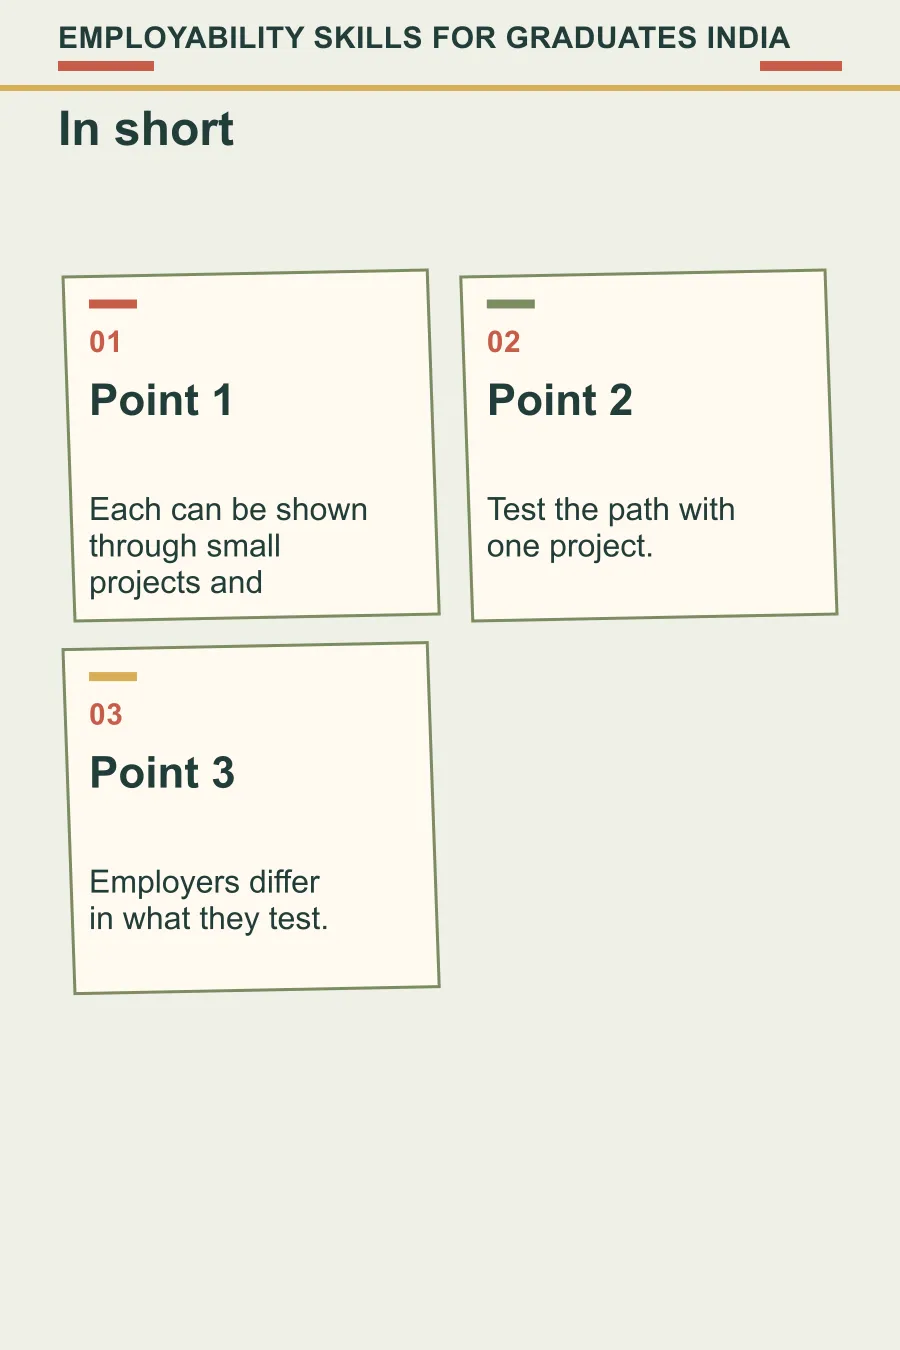 EMPLOYABILITY SKILLS FOR GRADUATES INDIA
In short
01
Point 1
Each can be shown
through small
projects and
02
Point 2
Test the path with
one project.
03
Point 3
Employers differ
in what they test.